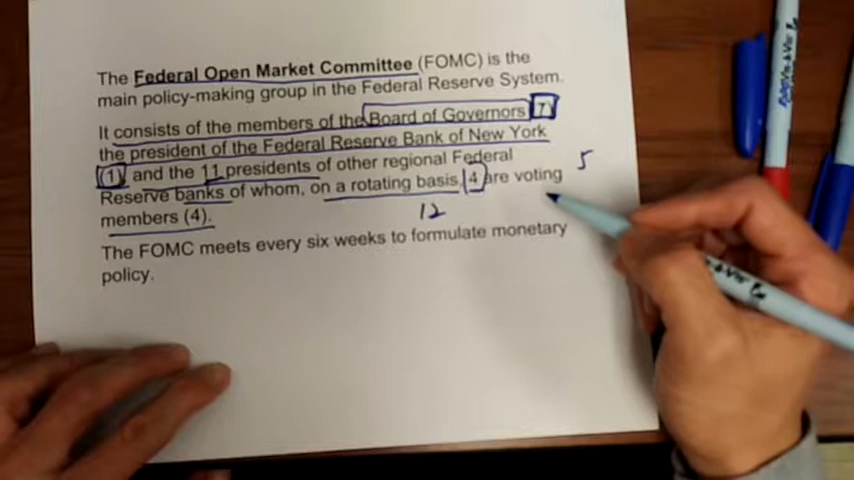 The Federal Open Market Committee (FOMC) is the
main policy-making group in the Federal Reserve System.
It consists of the members of the Board of Governors (7)
the president of the Federal Reserve Bank of New York
(1) and the 11 presidents of other regional Federal
5
Reserve banks of whom, on a rotating basis, 4 are voting
members (4).
12
The FOMC meets every six weeks to formulate monetary
policy.